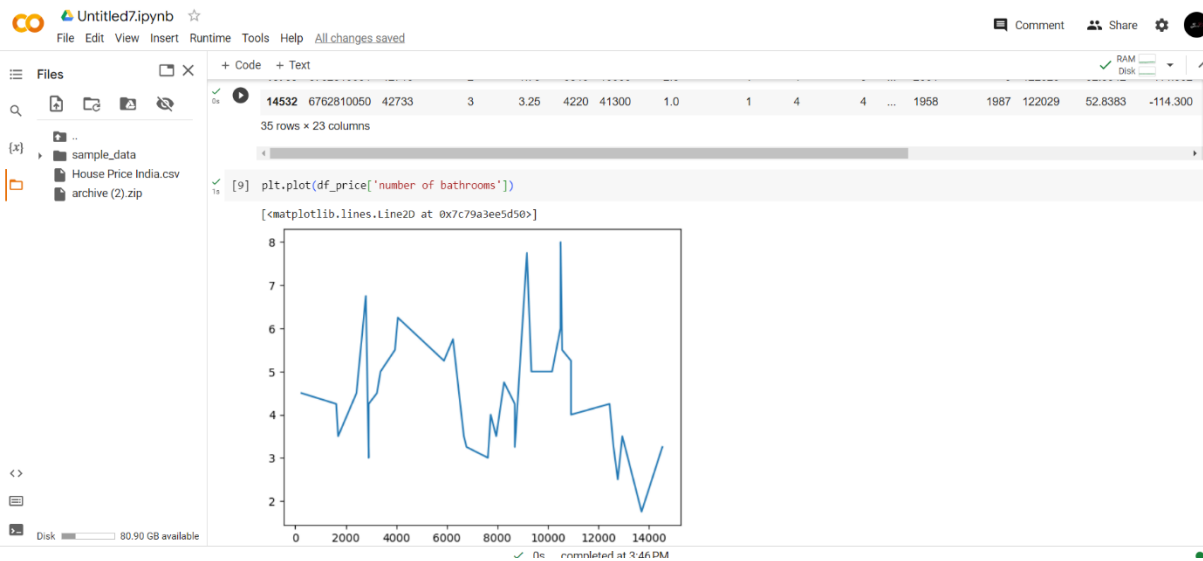 Untitled7.ipynb
File Edit View Insert Runtime Tools Help All changes saved
Comment
Share
Files
+ Code + Text
RAM
Disk
..
sample_data
House Price India.csv
archive (2).zip
{x}
0s
14532 6762810050 42733 3 3.25 4220 41300 1.0 1 4 4 ... 1958 1987 122029 52.8383 -114.300
35 rows × 23 columns
1s
[9] plt.plot(df_price['number of bathrooms'])
[<matplotlib.lines.Line2D at 0x7c79a3ee5d50>]
8
7
6
5
4
3
2
0 2000 4000 6000 8000 10000 12000 14000
<>
Disk 80.90 GB available
0s completed at 3:46 PM